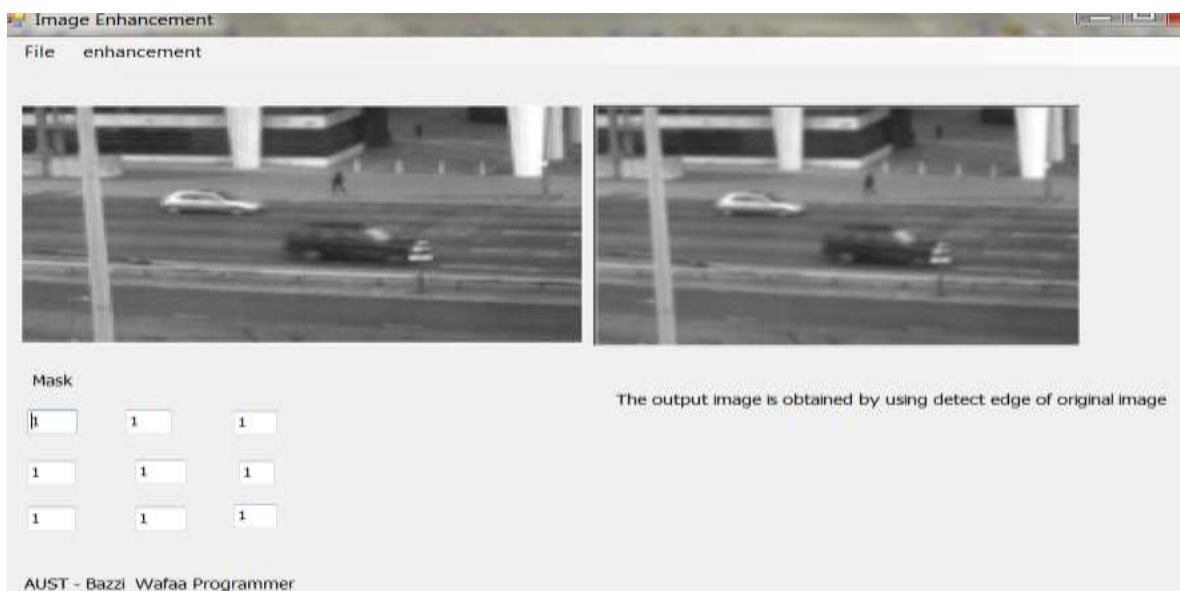 Image Enhancement
File enhancement
Mask
The output image is obtained by using detect edge of original image
1 1 1
1 1 1
1 1 1
AUST - Bazzi Wafaa Programmer